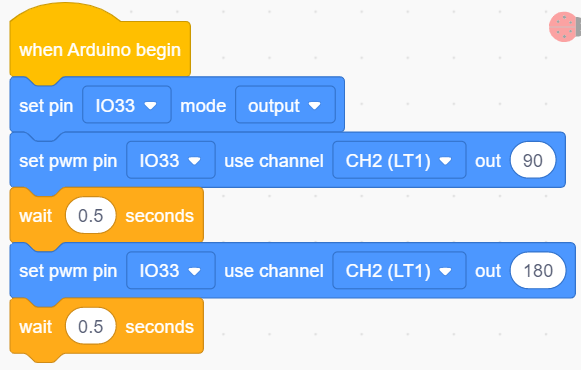 when Arduino begin
set pin IO33 mode output
set pwm pin IO33 use channel CH2 (LT1) out 90
wait 0.5 seconds
set pwm pin IO33 use channel CH2 (LT1) out 180
wait 0.5 seconds